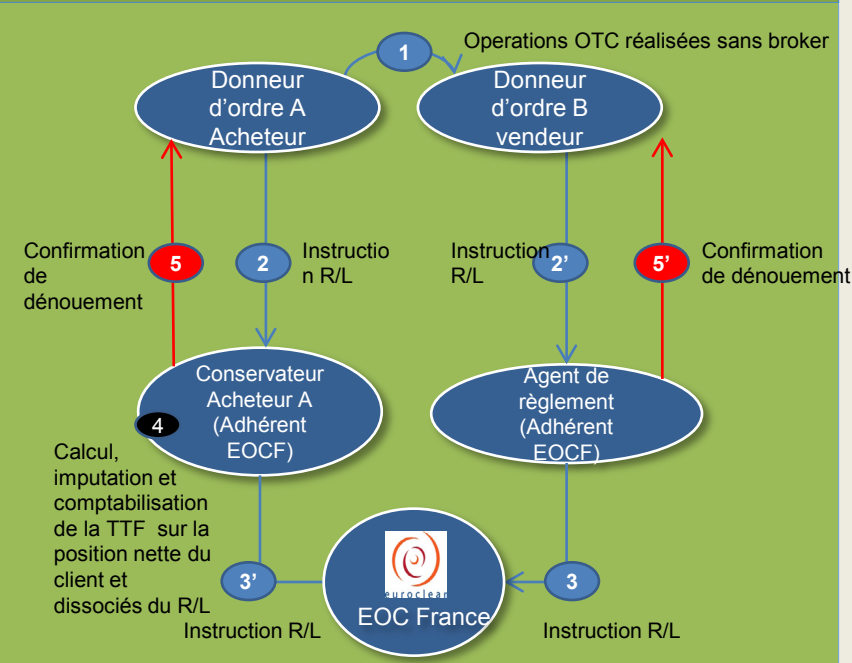 1
Operations OTC réalisées sans broker
Donneur
d'ordre A
Acheteur
Donneur
d'ordre B
vendeur
Confirmation
de
dénouement
5
2
Instructio
n R/L
Instruction
R/L
2'
5'
Confirmation
de dénouement
Conservateur
Acheteur A
(Adhérent
EOCF)
4
Agent de
règlement
(Adhérent
EOCF)
Calcul,
imputation et
comptabilisation
de la TTF sur la
position nette du
client et
dissociés du R/L
3'
Instruction R/L
euroclear
EOC France
3
Instruction R/L